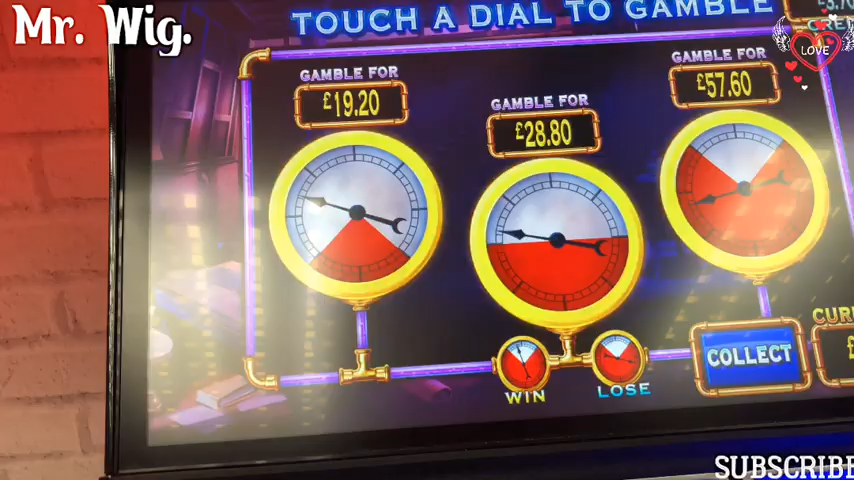 Mr. Wig.
TOUCH A DIAL TO GAMBLE
LOVE
GAMBLE FOR
£19.20
GAMBLE FOR
£28.80
GAMBLE FOR
£57.60
WIN
LOSE
COLLECT
SUBSCRIBE